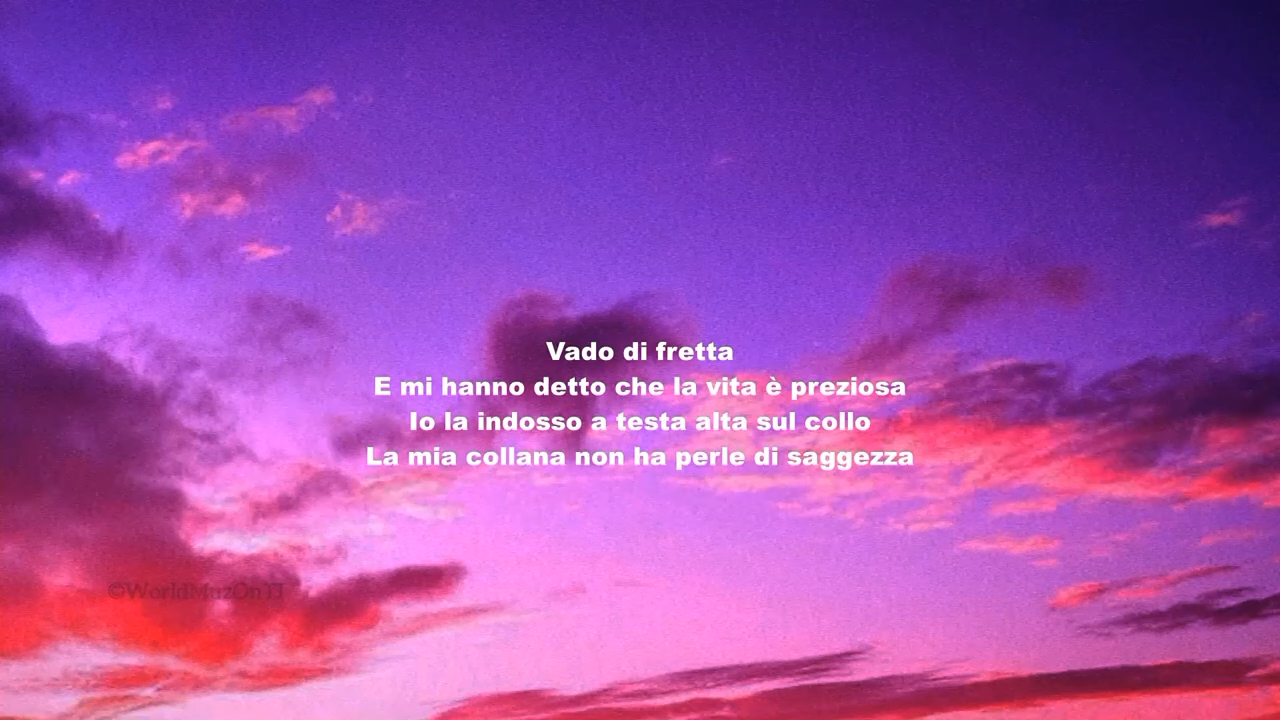 Vado di fretta
E mi hanno detto che la vita è preziosa
Io la indosso a testa alta sul collo
La mia collana non ha perle di saggezza
©WorldMuzOnTJ